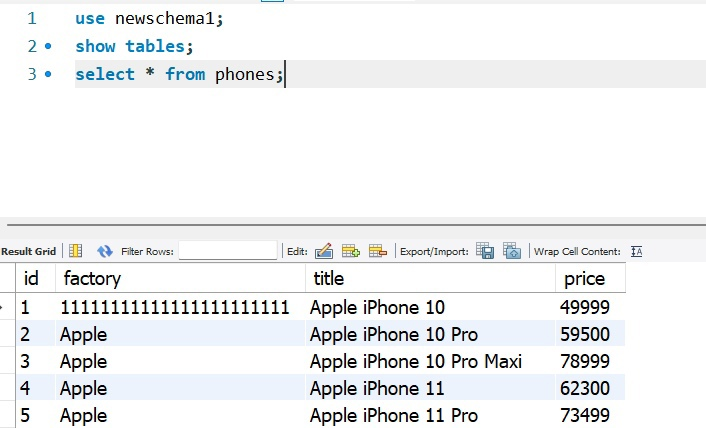 1 use newschema1;
2 show tables;
3 select * from phones;
Result Grid Filter Rows: Edit: Export/Import: Wrap Cell Content: IA
id factory title price
1 11111111111111111111111 Apple iPhone 10 49999
2 Apple Apple iPhone 10 Pro 59500
3 Apple Apple iPhone 10 Pro Maxi 78999
4 Apple Apple iPhone 11 62300
5 Apple Apple iPhone 11 Pro 73499